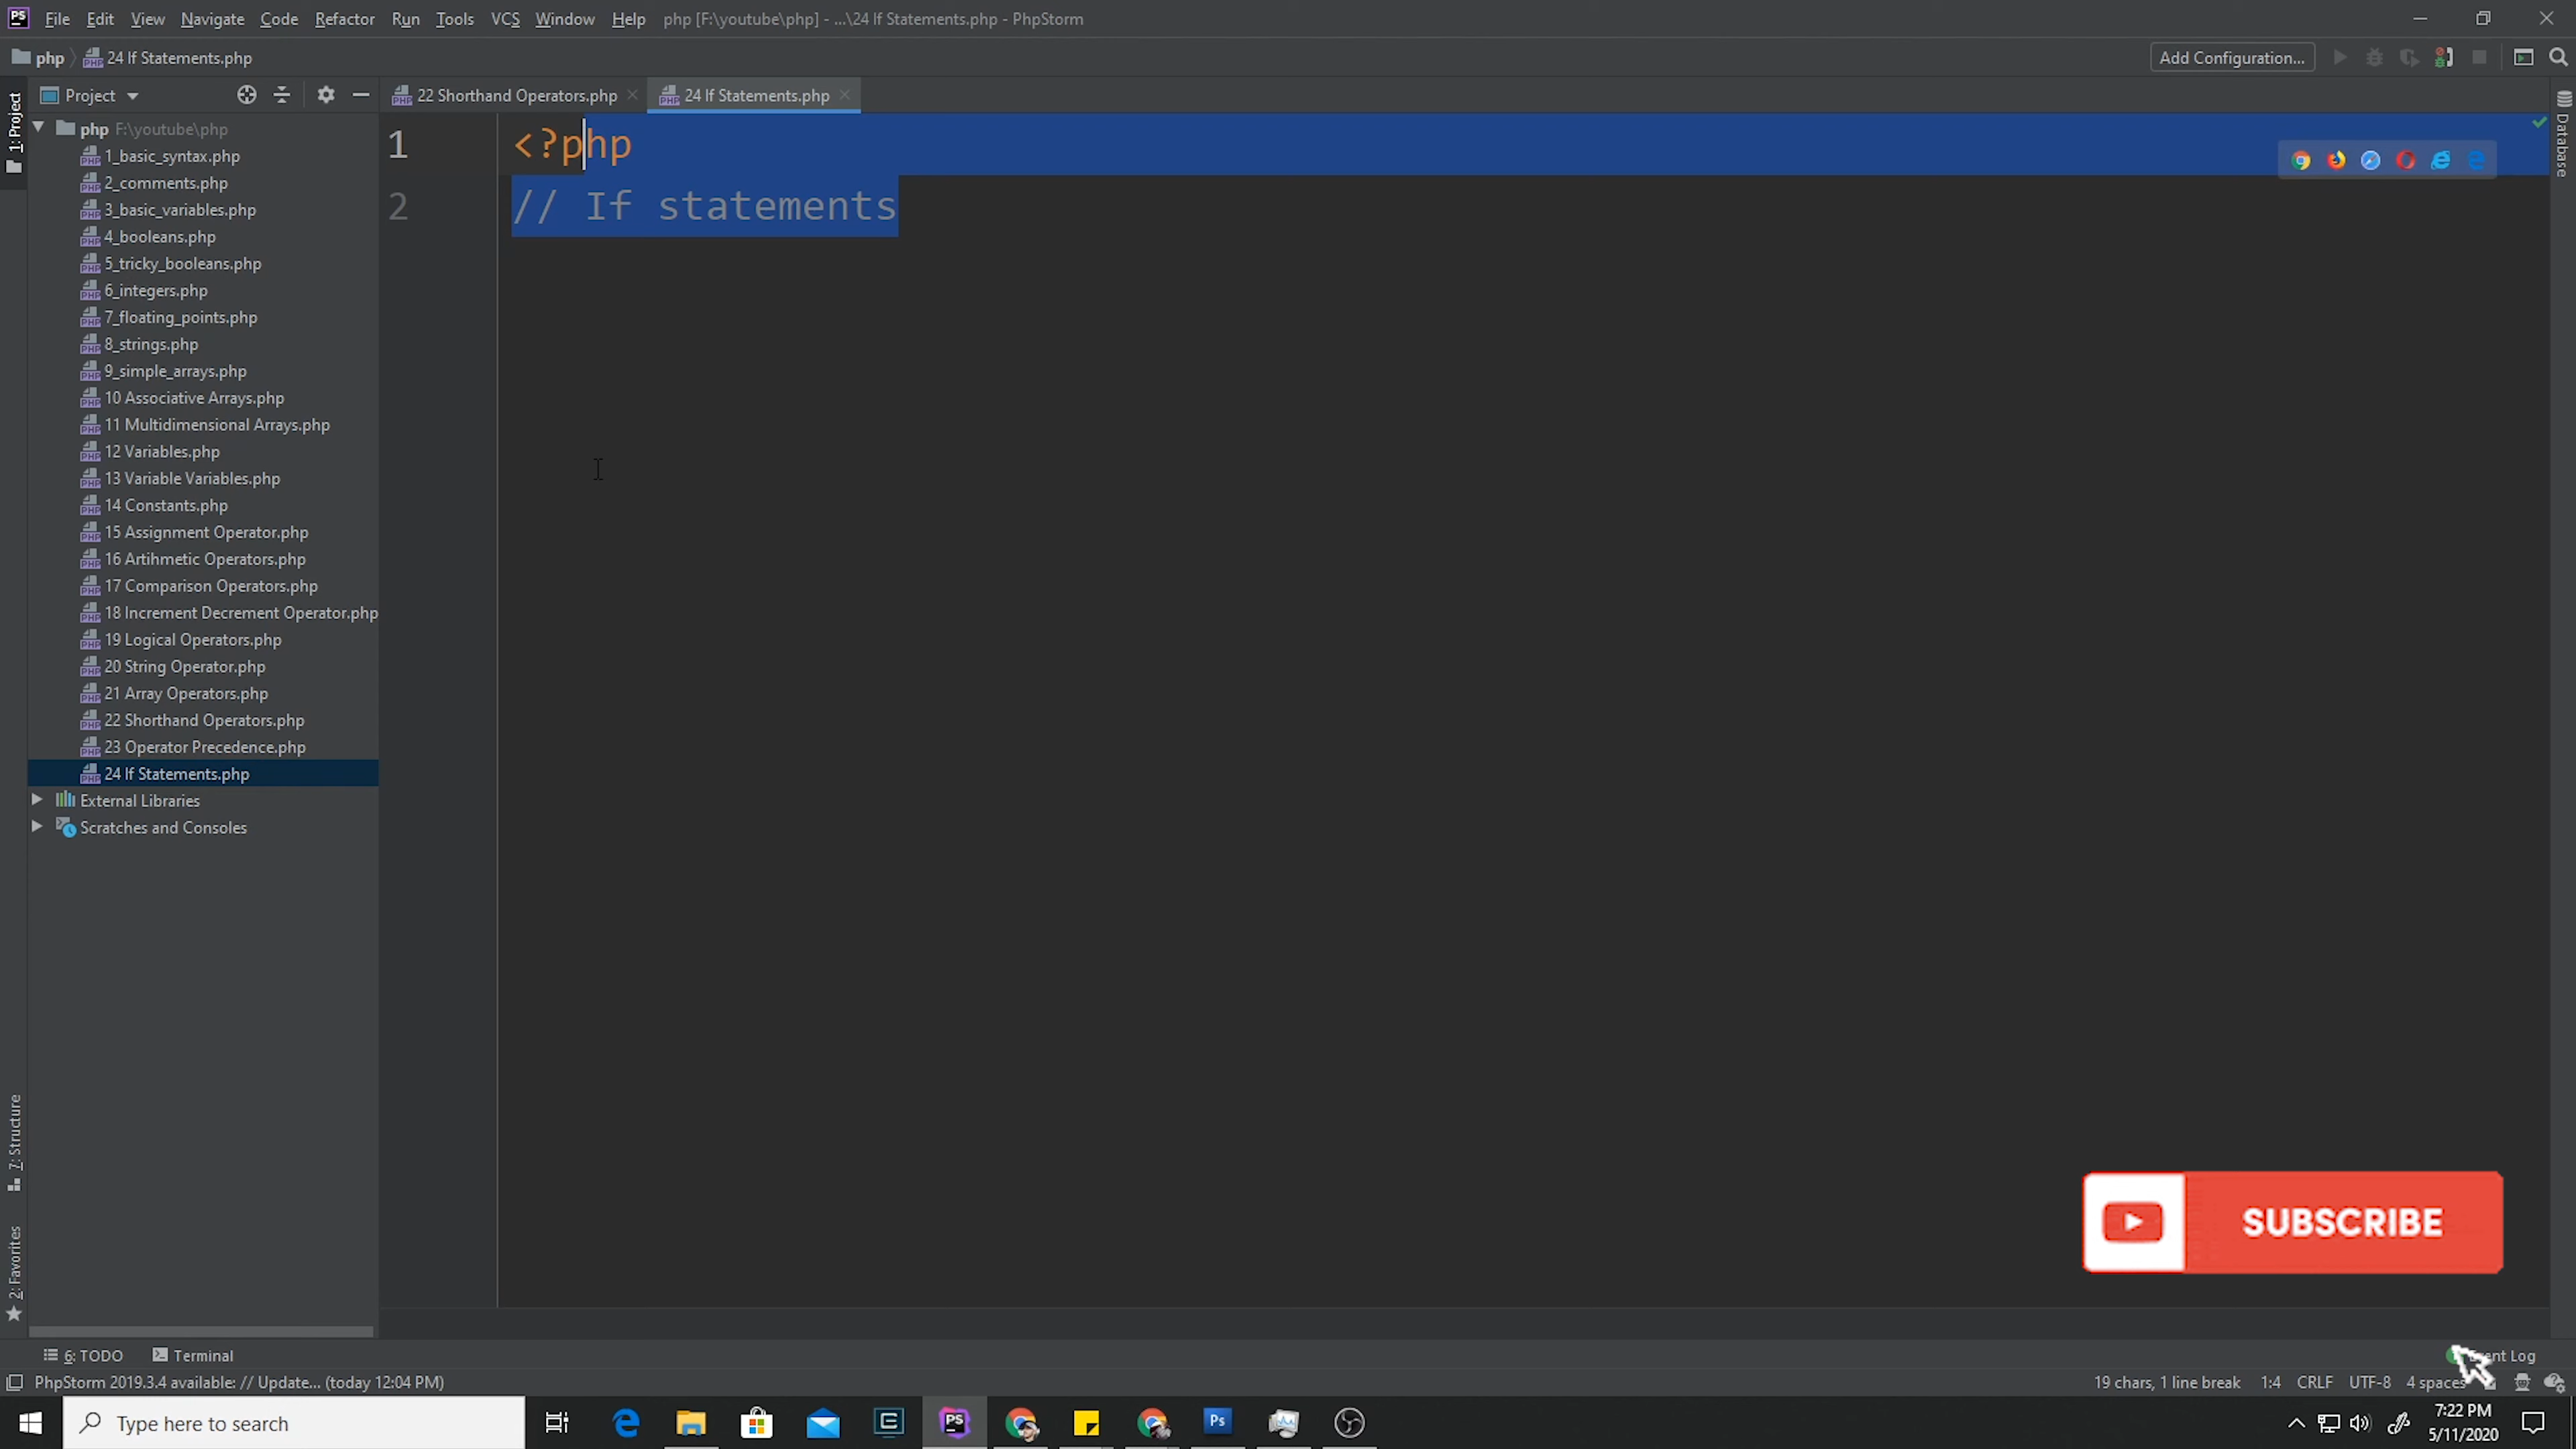 PS File Edit View Navigate Code Refactor Run Tools VCS Window Help php [F:\youtube\php] - ...\24 If Statements.php - PhpStorm
php 24 If Statements.php Add Configuration...
1: Project
Project
22 Shorthand Operators.php
24 If Statements.php
Database
php F:\youtube\php
1_basic_syntax.php
2_comments.php
3_basic_variables.php
4_booleans.php
5_tricky_booleans.php
6_integers.php
7_floating_points.php
8_strings.php
9_simple_arrays.php
10 Associative Arrays.php
11 Multidimensional Arrays.php
12 Variables.php
13 Variable Variables.php
14 Constants.php
15 Assignment Operator.php
16 Artihmetic Operators.php
17 Comparison Operators.php
18 Increment Decrement Operator.php
19 Logical Operators.php
20 String Operator.php
21 Array Operators.php
22 Shorthand Operators.php
23 Operator Precedence.php
24 If Statements.php
External Libraries
Scratches and Consoles
1 <?php
2 // If statements
7: Structure
2: Favorites
SUBSCRIBE
6: TODO Terminal Log
PhpStorm 2019.3.4 available: // Update... (today 12:04 PM) 19 chars, 1 line break 1:4 CRLF UTF-8 4 spaces
Type here to search
PS
Ps
7:22 PM
5/11/2020